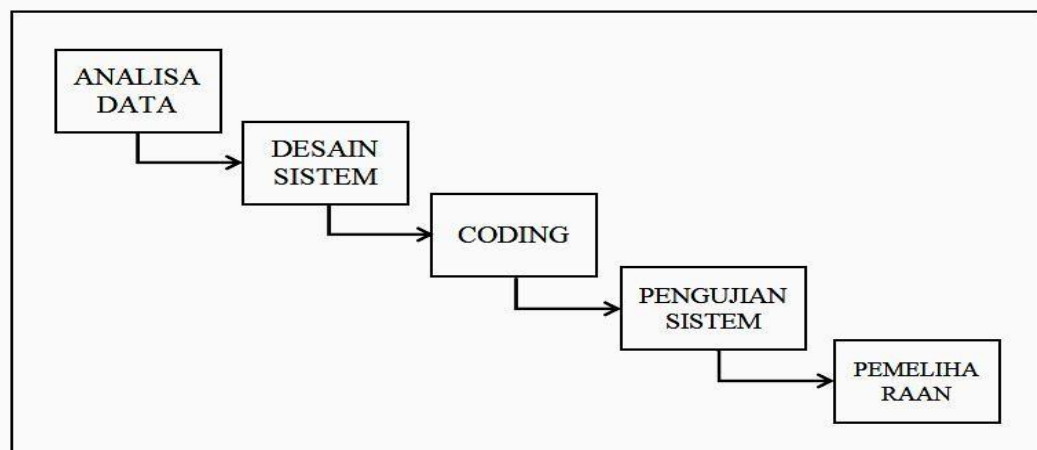 ANALISA
DATA
DESAIN
SISTEM
CODING
PENGUJIAN
SISTEM
PEMELIHA
RAAN